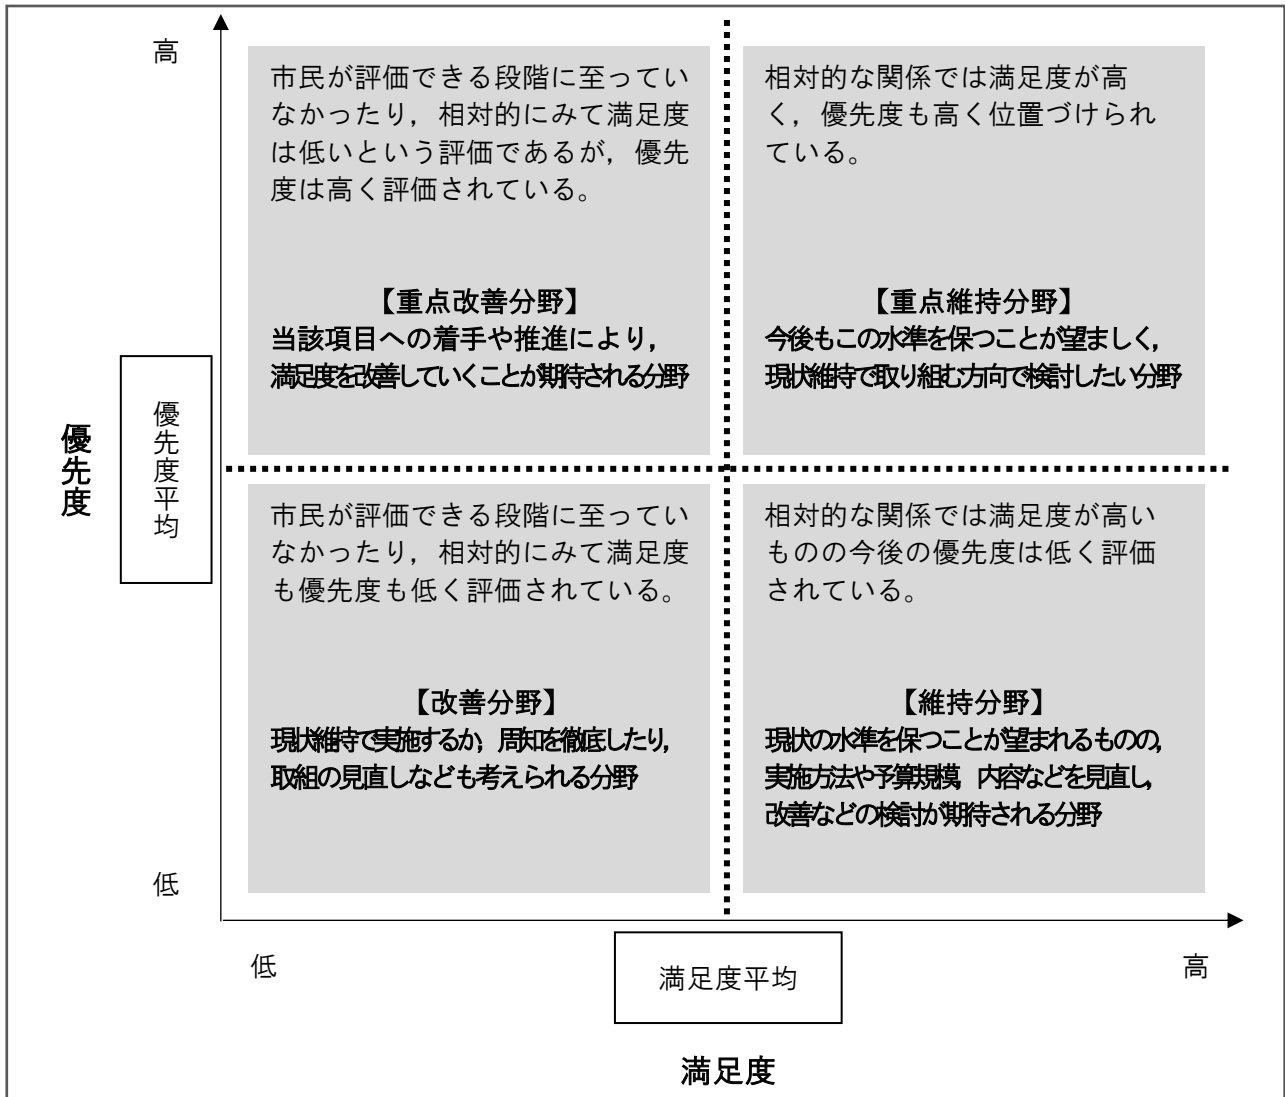 高
市民が評価できる段階に至ってい
なかったり，相対的にみて満足度
は低いという評価であるが，優先
度は高く評価されている。
【重点改善分野】
当該項目への着手や推進により，
満足度を改善していくことが期待される分野
相対的な関係では満足度が高
く，優先度も高く位置づけられ
ている。
【重点維持分野】
今後もこの水準を保つことが望ましく，
現状維持で取り組む方向で検討したい分野
優先度
優先度平均
市民が評価できる段階に至ってい
なかったり，相対的にみて満足度
も優先度も低く評価されている。
【改善分野】
現状維持で実施するか，周知を徹底したり，
取組の見直しなども考えられる分野
相対的な関係では満足度が高い
ものの今後の優先度は低く評価
されている。
【維持分野】
現状の水準を保つことが望まれるものの，
実施方法や予算規模，内容などを見直し，
改善などの検討が期待される分野
低
低
満足度平均
高
満足度